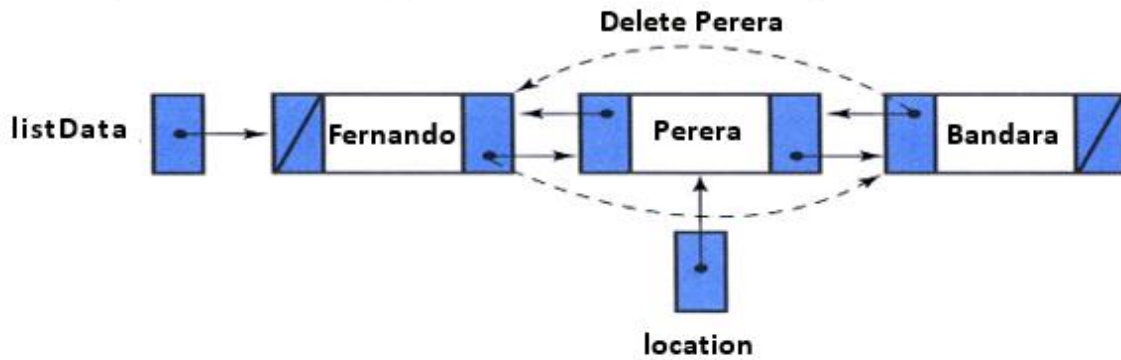 Delete Perera
listData
Fernando
Perera
Bandara
location